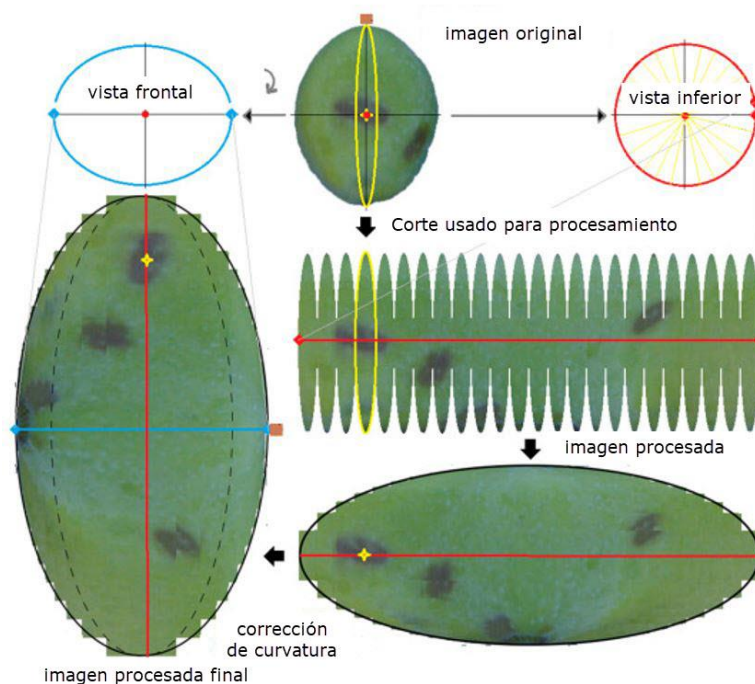 imagen original
vista frontal
vista inferior
Corte usado para procesamiento
imagen procesada
corrección
de curvatura
imagen procesada final